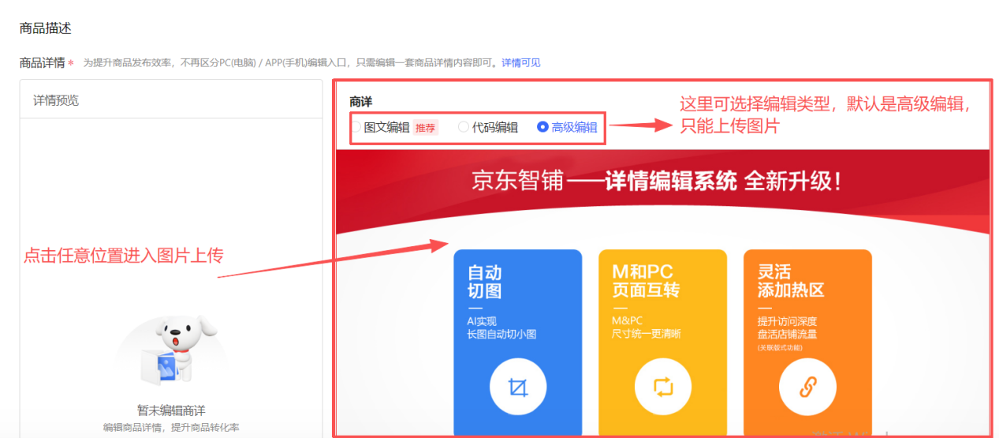 商品描述
商品详情 * 为提升商品发布效率，不再区分PC(电脑) / APP(手机)编辑入口，只需编辑一套商品详情内容即可。详情可见
详情预览
商详
图文编辑 推荐 代码编辑 高级编辑
这里可选择编辑类型，默认是高级编辑，
只能上传图片
京东智铺——详情编辑系统 全新升级！
点击任意位置进入图片上传
自动
切图
AI实现
长图自动切小图
M和PC
页面互转
M&PC
尺寸统一更清晰
灵活
添加热区
提升访问深度
盘活店铺流量
(关联版式功能)
暂未编辑商详
编辑商品详情，提升商品转化率